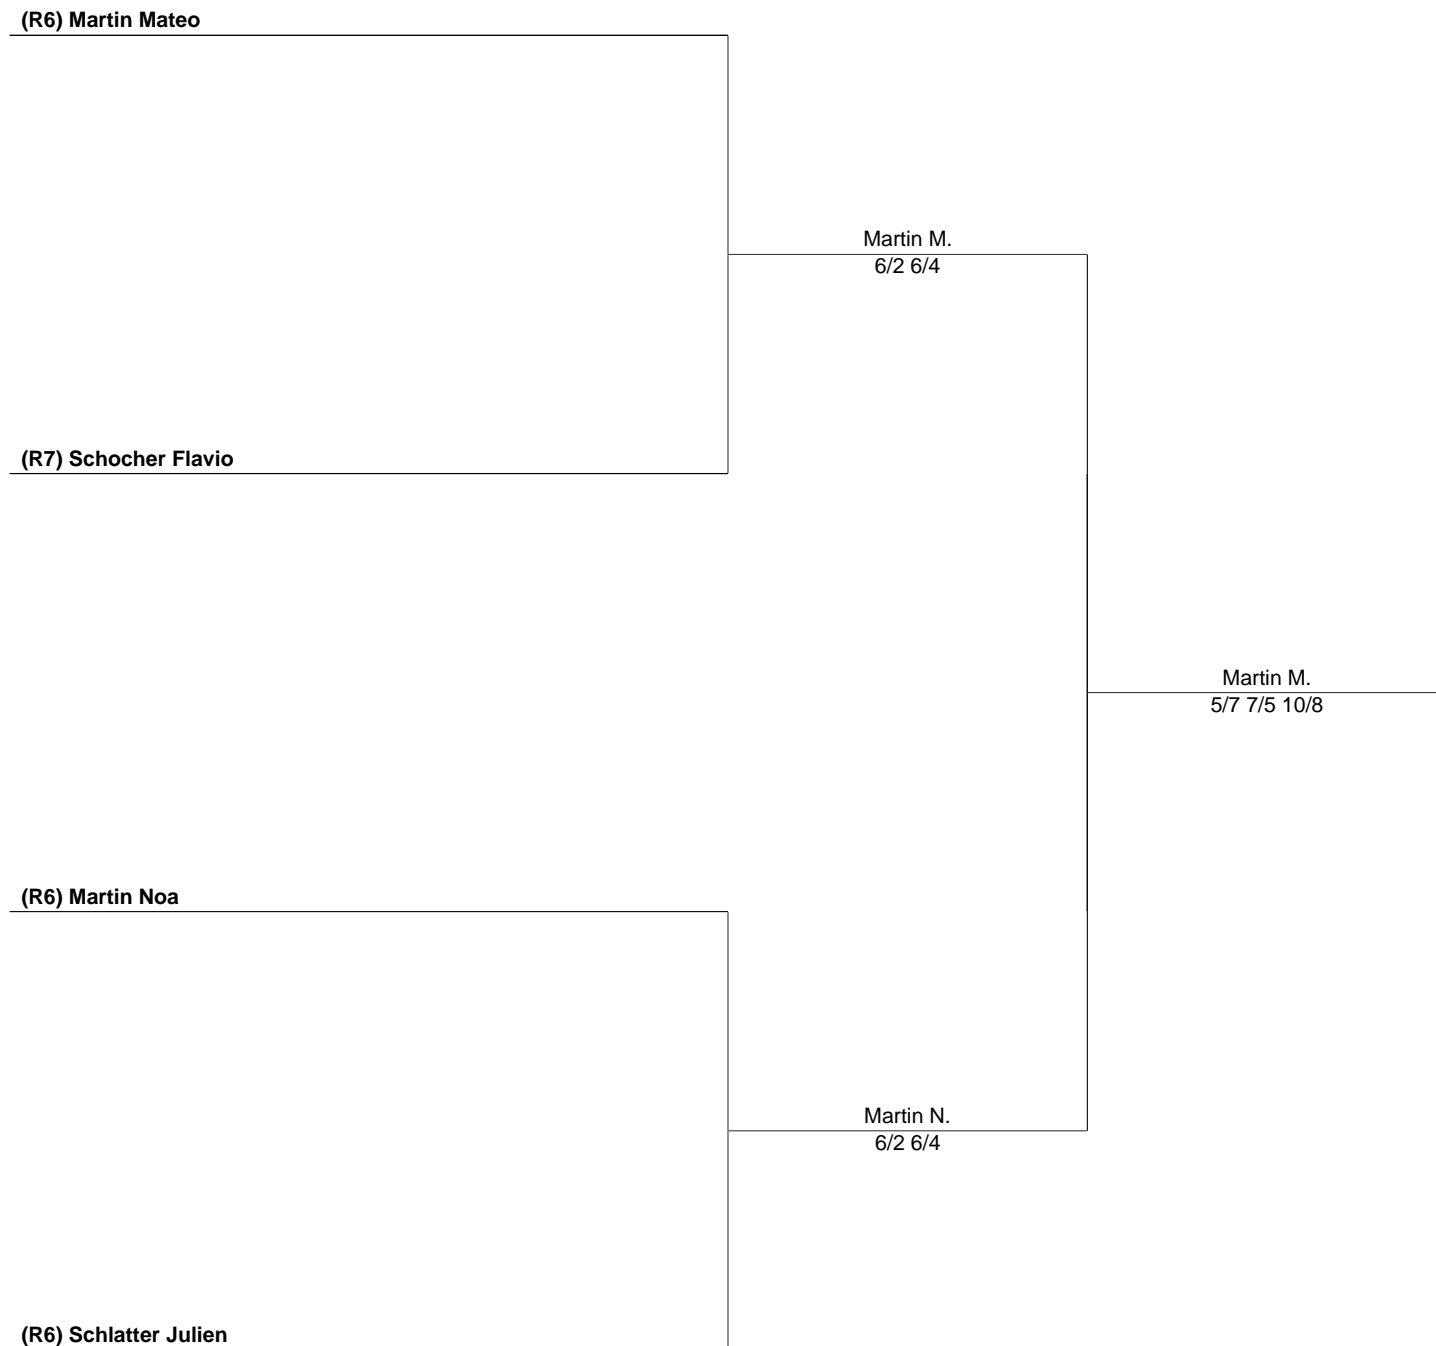 (R6) Martin Mateo
Martin M.
6/2 6/4
(R7) Schocher Flavio
Martin M.
5/7 7/5 10/8
(R6) Martin Noa
Martin N.
6/2 6/4
(R6) Schlatter Julien